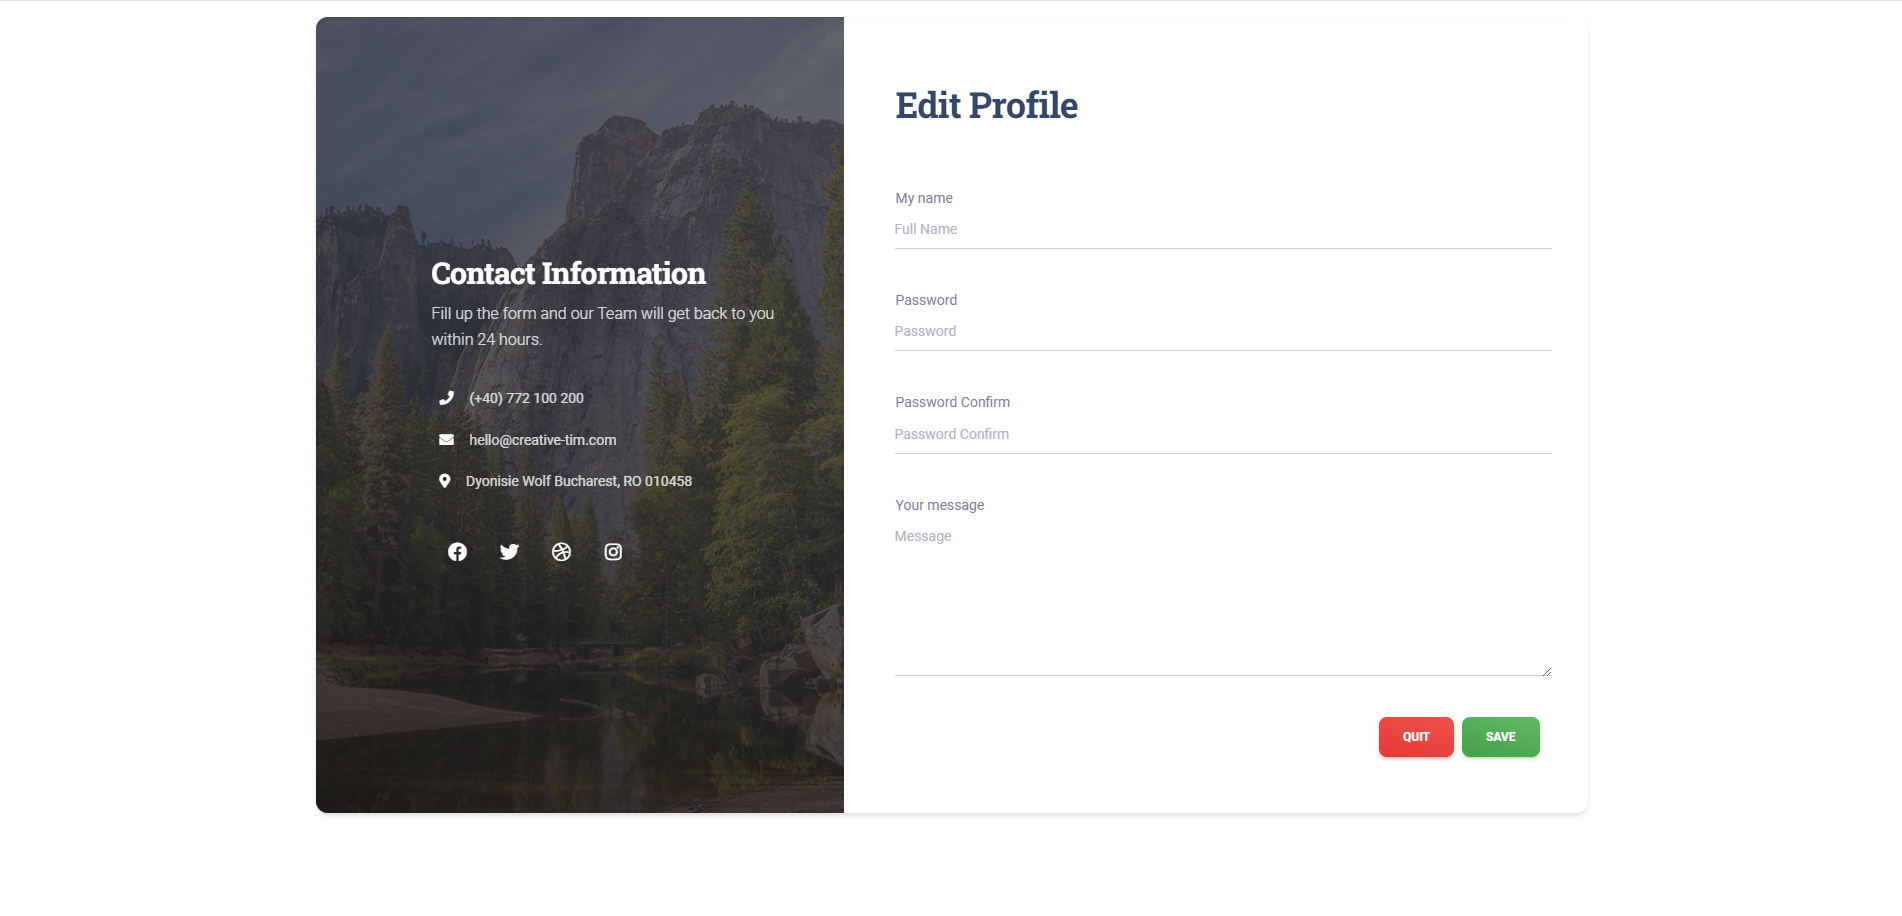 Contact Information
Fill up the form and our Team will get back to you
within 24 hours.
(+40) 772 100 200
hello@creative-tim.com
Dyonisie Wolf Bucharest, RO 010458
Edit Profile
My name
Full Name
Password
Password
Password Confirm
Password Confirm
Your message
Message
QUIT
SAVE